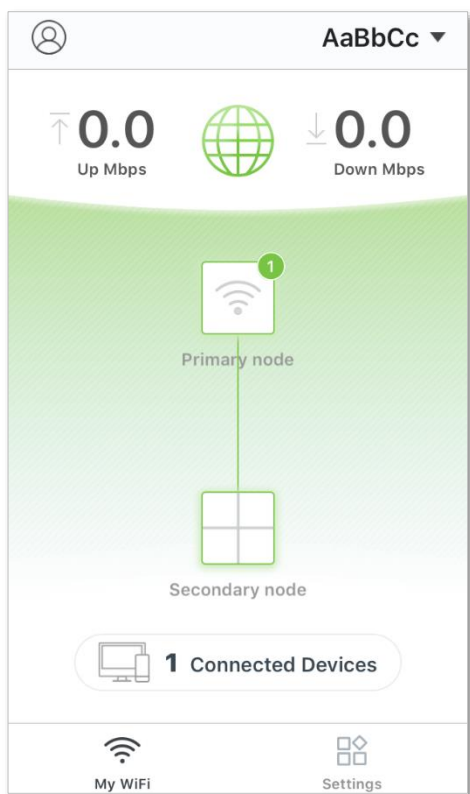 AaBbCc
0.0
Up Mbps
0.0
Down Mbps
1
Primary node
Secondary node
1 Connected Devices
My WiFi
Settings